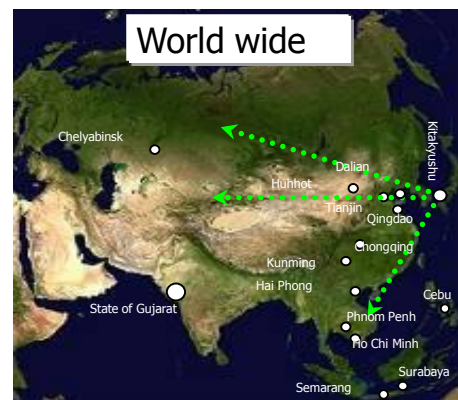 World wide
Kitakyushu
Chelyabinsk
Dalian
Huhhot
Tianjin
Qingdao
Chongqing
Kunming
Hai Phong
State of Gujarat
Cebu
Phnom Penh
Ho Chi Minh
Surabaya
Semarang